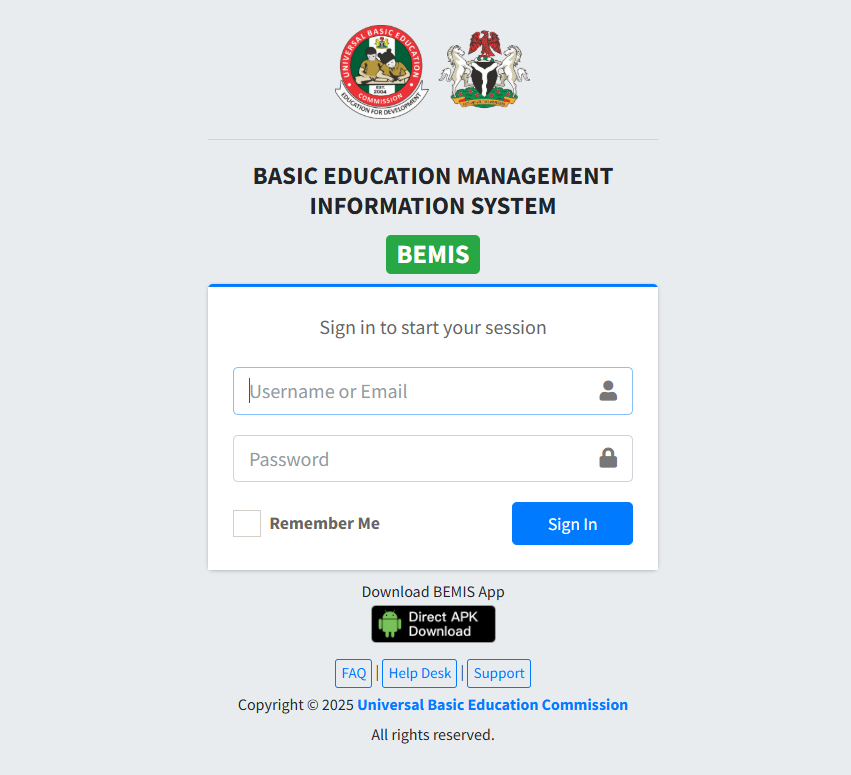 UNIVERSAL BASIC EDUCATION
EST.
2004
COMMISSION
EDUCATION FOR DEVELOPMENT
BASIC EDUCATION MANAGEMENT
INFORMATION SYSTEM
BEMIS
Sign in to start your session
Username or Email
Password
Remember Me
Sign In
Download BEMIS App
Direct APK
Download
FAQ | Help Desk | Support
Copyright © 2025 Universal Basic Education Commission
All rights reserved.